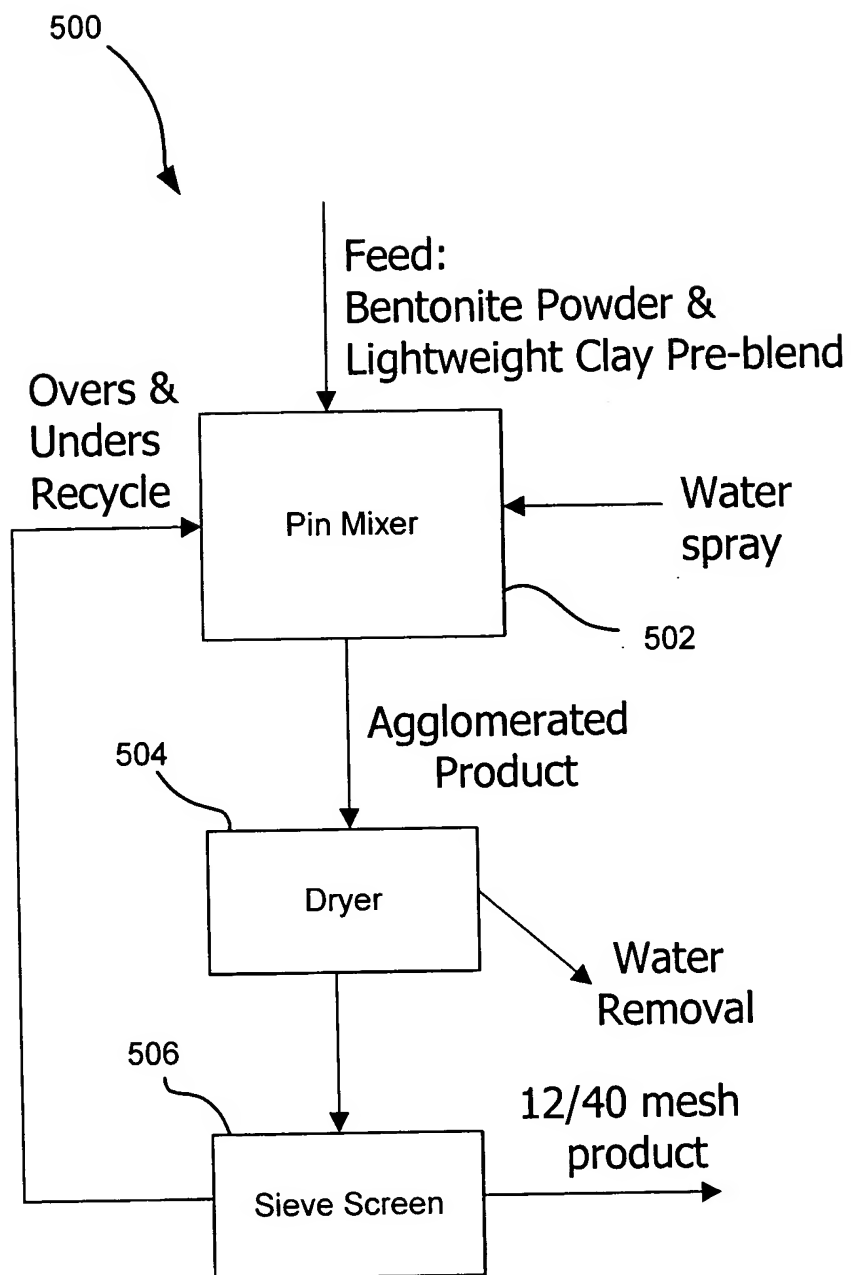 500
Feed:
Bentonite Powder &
Lightweight Clay Pre-blend
Overs &
Unders
Recycle
Pin Mixer
Water
spray
502
Agglomerated
Product
504
Dryer
Water
Removal
506
12/40 mesh
product
Sieve Screen